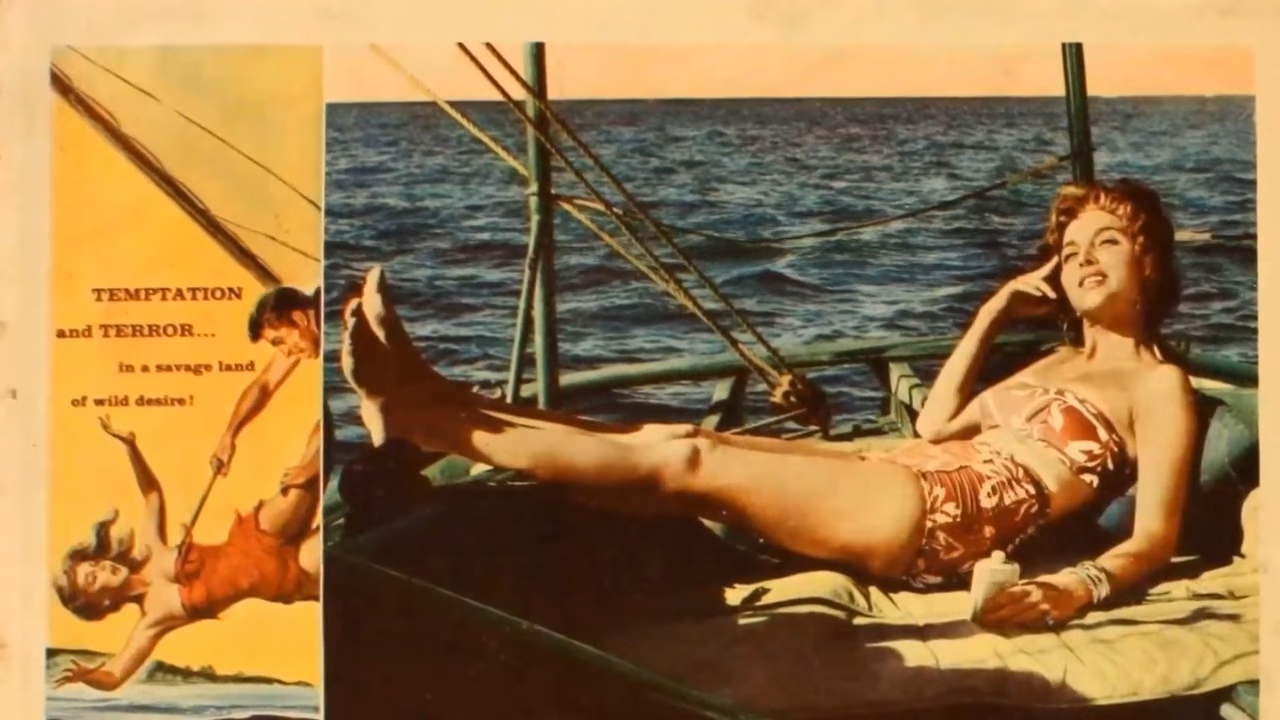 TEMPTATION
and TERROR...
in a savage land
of wild desire!